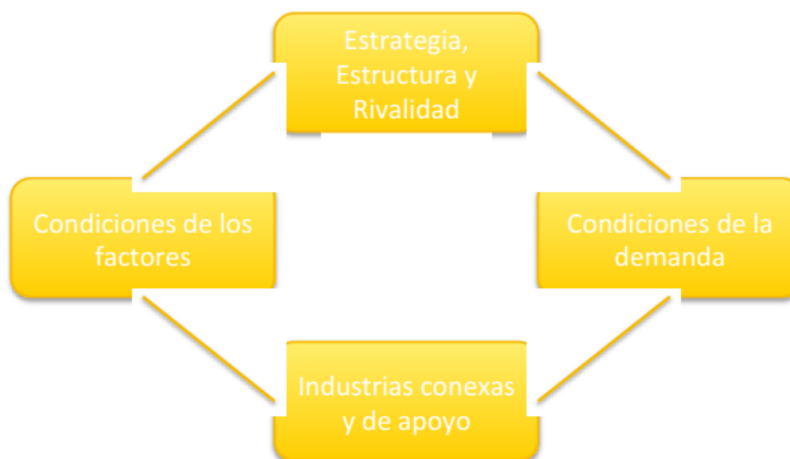 Estrategia,
Estructura y
Rivalidad
Condiciones de los
factores
Condiciones de la
demanda
Industrias conexas
y de apoyo